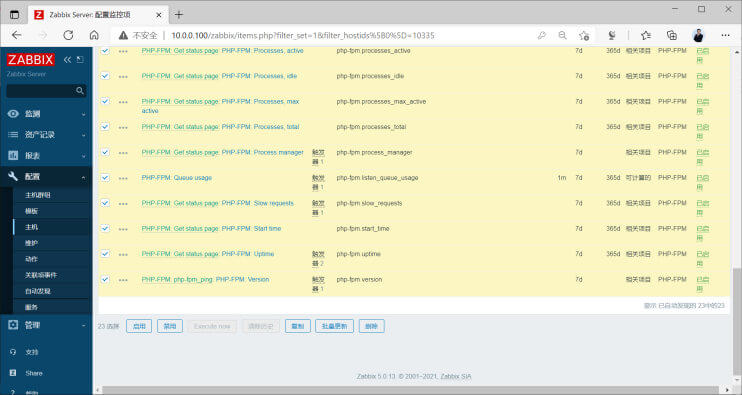 Zabbix Server: 配置监控项
不安全 | 10.0.0.100/zabbix/items.php?filter_set=1&filter_hostids%5B0%5D=10335
ZABBIX
Zabbix Server
监测
资产记录
报表
配置
主机群组
模板
主机
维护
动作
关联项事件
自动发现
服务
管理
支持
Share
帮助
PHP-FPM: Get status page: PHP-FPM: Processes, active php-fpm.processes_active 7d 365d 相关项目 PHP-FPM 已启用
PHP-FPM: Get status page: PHP-FPM: Processes, idle php-fpm.processes_idle 7d 365d 相关项目 PHP-FPM 已启用
PHP-FPM: Get status page: PHP-FPM: Processes, max active php-fpm.processes_max_active 7d 365d 相关项目 PHP-FPM 已启用
PHP-FPM: Get status page: PHP-FPM: Processes, total php-fpm.processes_total 7d 365d 相关项目 PHP-FPM 已启用
PHP-FPM: Get status page: PHP-FPM: Process manager 触发器 1 php-fpm.process_manager 7d 相关项目 PHP-FPM 已启用
PHP-FPM: Queue usage 触发器 1 php-fpm.listen_queue_usage 1m 7d 365d 可计算的 PHP-FPM 已启用
PHP-FPM: Get status page: PHP-FPM: Slow requests 触发器 1 php-fpm.slow_requests 7d 365d 相关项目 PHP-FPM 已启用
PHP-FPM: Get status page: PHP-FPM: Start time php-fpm.start_time 7d 365d 相关项目 PHP-FPM 已启用
PHP-FPM: Get status page: PHP-FPM: Uptime 触发器 2 php-fpm.uptime 7d 365d 相关项目 PHP-FPM 已启用
PHP-FPM: php-fpm_ping: PHP-FPM: Version 触发器 1 php-fpm.version 7d 相关项目 PHP-FPM 已启用
显示 已自动发现的 23中的23
23 选择 启用 禁用 Execute now 清除历史 复制 批量更新 删除
Zabbix 5.0.13. © 2001–2021, Zabbix SIA